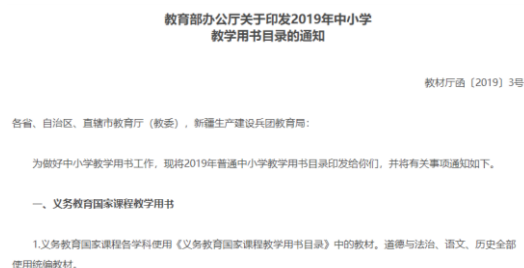 教育部办公厅关于印发2019年中小学
教学用书目录的通知
教材厅函〔2019〕3号
各省、自治区、直辖市教育厅（教委），新疆生产建设兵团教育局：
为做好中小学教学用书工作，现将2019年普通中小学教学用书目录印发给你们，并将有关事项通知如下。
一、义务教育国家课程教学用书
1.义务教育国家课程各学科使用《义务教育国家课程教学用书目录》中的教材。道德与法治、语文、历史全部
使用统编教材。